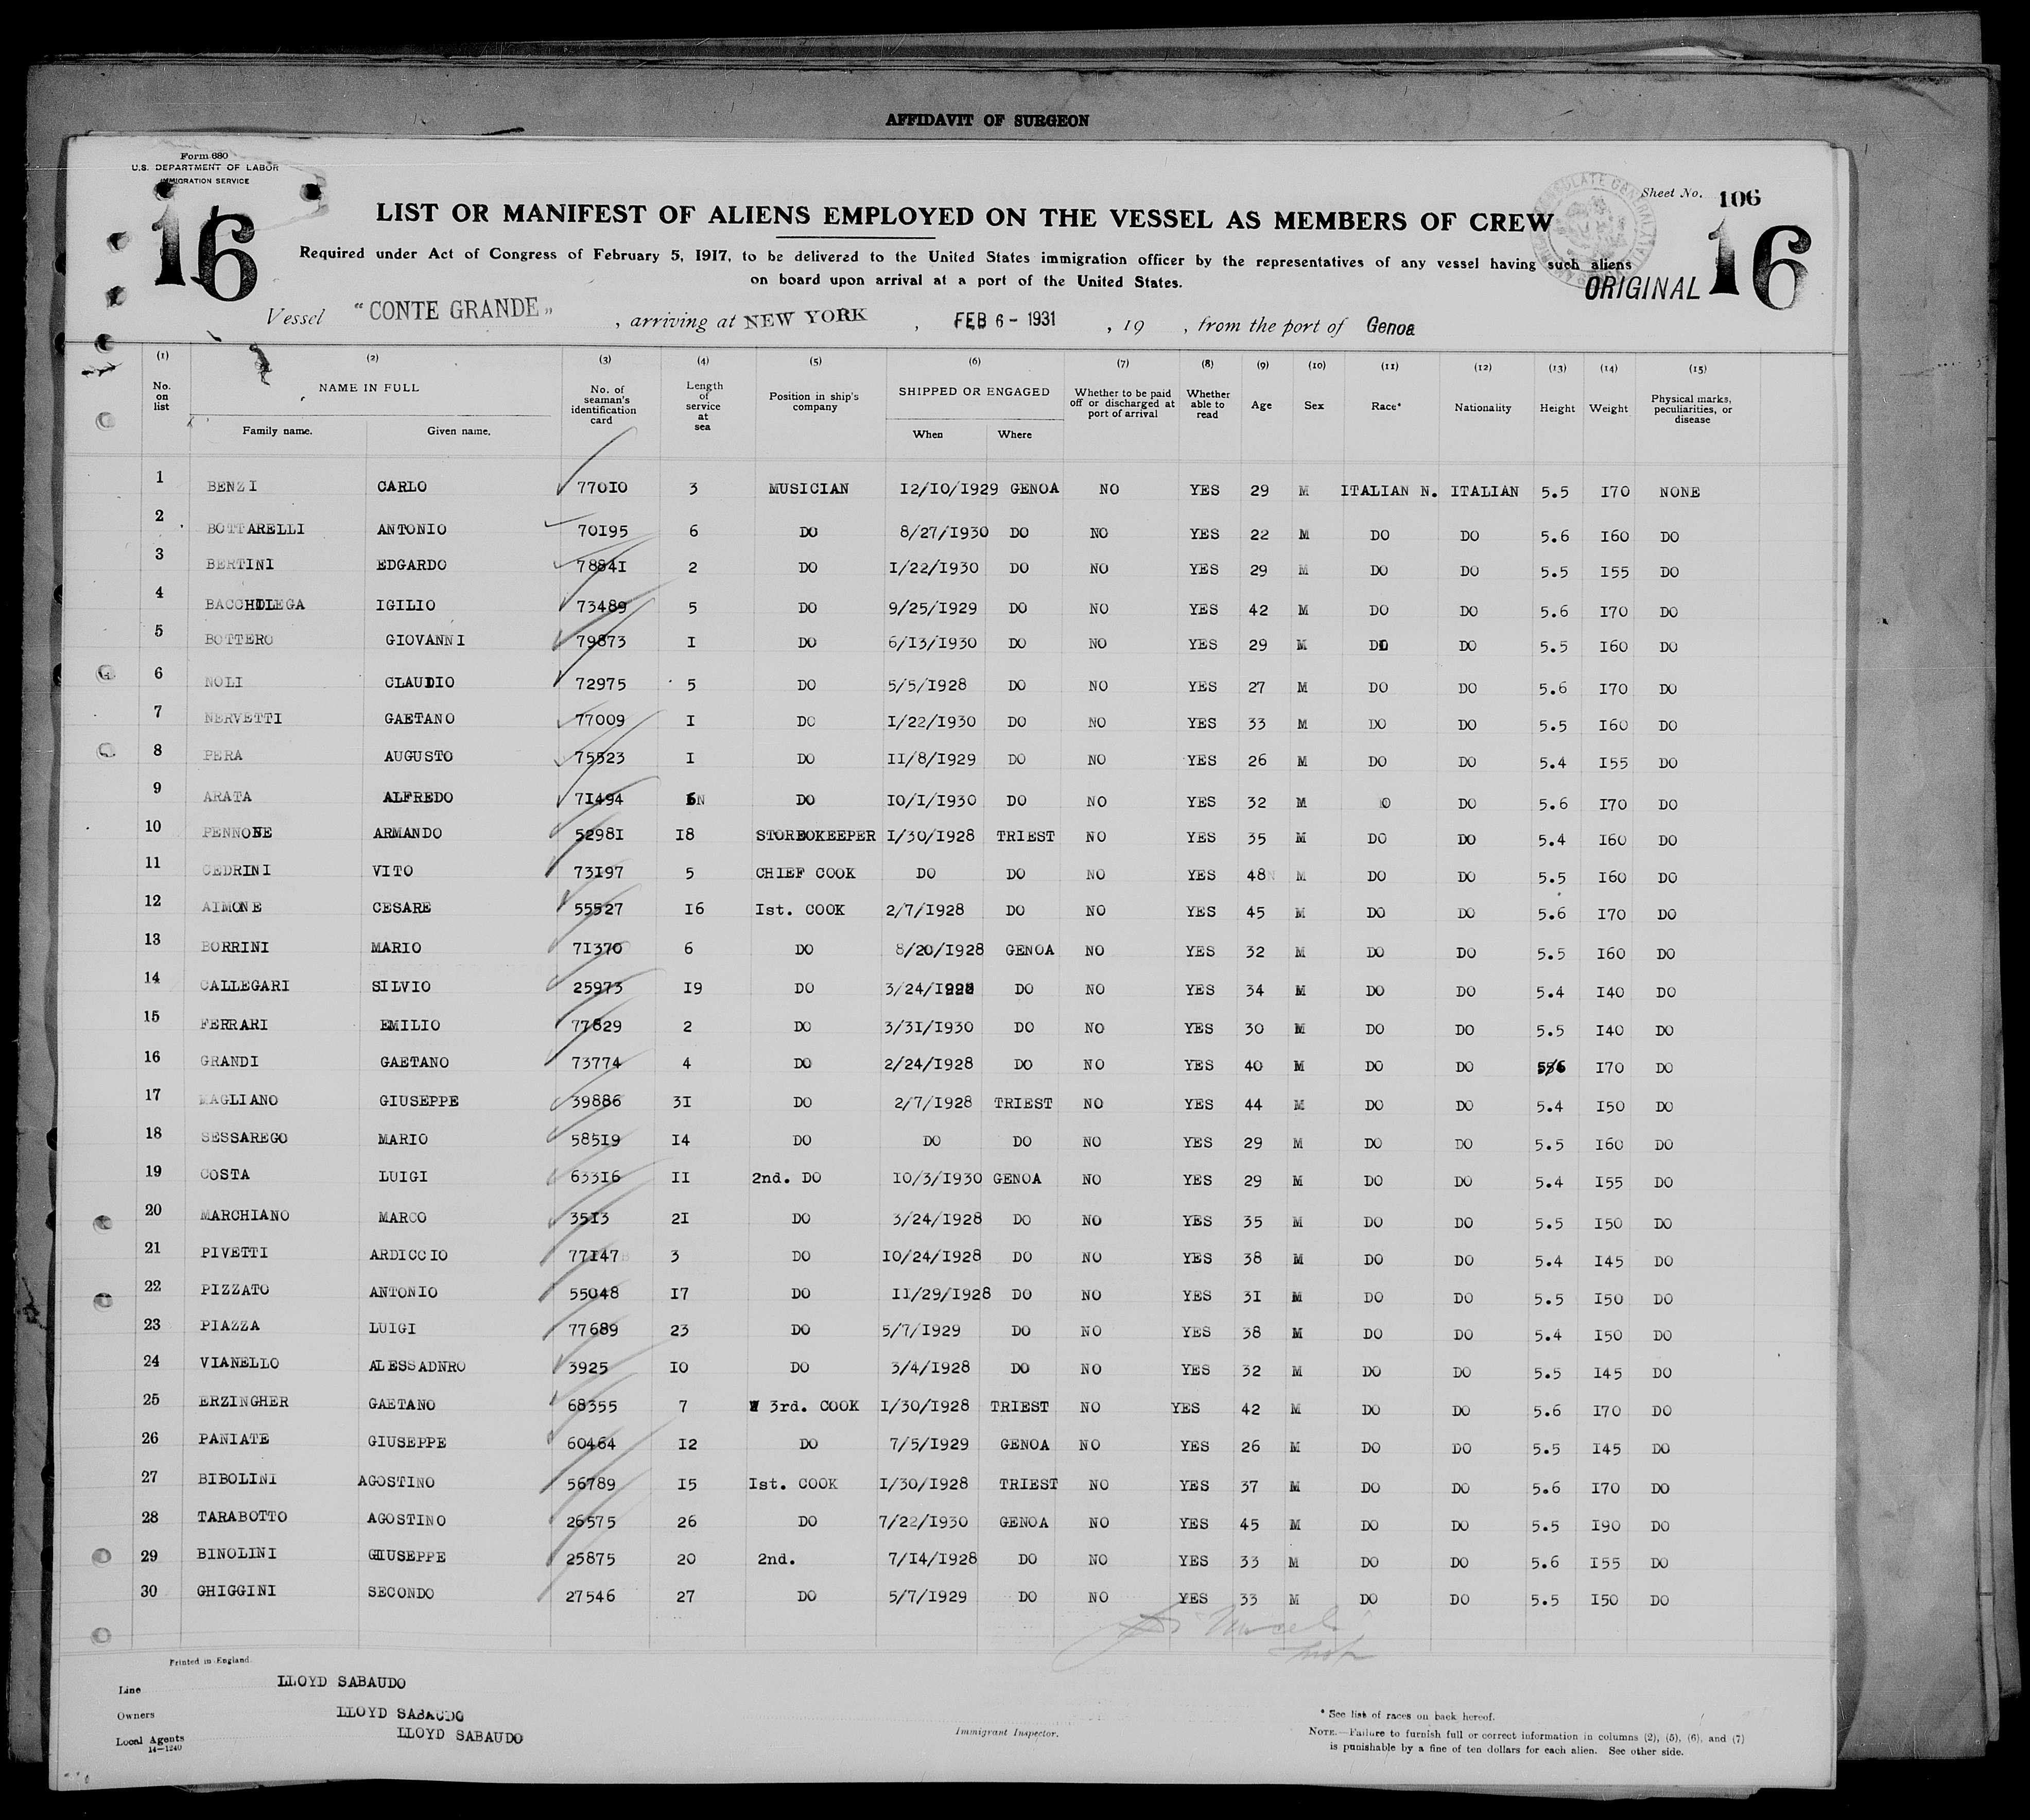 AFFIDAVIT OF SURGEON
Form 680
U.S. DEPARTMENT OF LABOR
IMMIGRATION SERVICE
Sheet No. 106
16
16
LIST OR MANIFEST OF ALIENS EMPLOYED ON THE VESSEL AS MEMBERS OF CREW
Required under Act of Congress of February 5, 1917, to be delivered to the United States immigration officer by the representatives of any vessel having such aliens
on board upon arrival at a port of the United States.
ORIGINAL
Vessel "CONTE GRANDE", arriving at NEW YORK, FEB 6 - 1931, 19 , from the port of Genoa
(1) (2) (3) (4) (5) (6) (7) (8) (9) (10) (11) (12) (13) (14) (15)
No. on list NAME IN FULL Family name. Given name. No. of seaman's identification card Length of service at sea Position in ship's company SHIPPED OR ENGAGED When Where Whether to be paid off or discharged at port of arrival Whether able to read Age Sex Race* Nationality Height Weight Physical marks, peculiarities, or disease
1 BENZI CARLO 77010 3 MUSICIAN 12/10/1929 GENOA NO YES 29 M ITALIAN N. ITALIAN 5.5 170 NONE
2 BOTTARELLI ANTONIO 70195 6 DO 8/27/1930 DO NO YES 22 M DO DO 5.6 160 DO
3 BERTINI EDGARDO 78841 2 DO 1/22/1930 DO NO YES 29 M DO DO 5.5 155 DO
4 BACCHILEGA IGILIO 73489 5 DO 9/25/1929 DO NO YES 42 M DO DO 5.6 170 DO
5 BOTTERO GIOVANNI 79873 1 DO 6/13/1930 DO NO YES 29 M DO DO 5.5 160 DO
6 NOLI CLAUDIO 72975 5 DO 5/5/1928 DO NO YES 27 M DO DO 5.6 170 DO
7 NERVETTI GAETANO 77009 1 DO 1/22/1930 DO NO YES 33 M DO DO 5.5 160 DO
8 PERA AUGUSTO 75523 1 DO 11/8/1929 DO NO YES 26 M DO DO 5.4 155 DO
9 ARATA ALFREDO 71494 6 DO 10/1/1930 DO NO YES 32 M O DO 5.6 170 DO
10 PENNONE ARMANDO 52981 18 STOREKEEPER 1/30/1928 TRIEST NO YES 35 M DO DO 5.4 160 DO
11 CEDRINI VITO 73197 5 CHIEF COOK DO DO NO YES 48 M DO DO 5.5 160 DO
12 AIMONE CESARE 55527 16 1st. COOK 2/7/1928 DO NO YES 45 M DO DO 5.6 170 DO
13 BORRINI MARIO 71370 6 DO 8/20/1928 GENOA NO YES 32 M DO DO 5.5 160 DO
14 CALLEGARI SILVIO 25973 19 DO 3/24/1928 DO NO YES 34 M DO DO 5.4 140 DO
15 FERRARI EMILIO 77829 2 DO 3/31/1930 DO NO YES 30 M DO DO 5.5 140 DO
16 GRANDI GAETANO 73774 4 DO 2/24/1928 DO NO YES 40 M DO DO 5/6 170 DO
17 MAGLIANO GIUSEPPE 39886 31 DO 2/7/1928 TRIEST NO YES 44 M DO DO 5.4 150 DO
18 SESSAREGO MARIO 58519 14 DO DO DO NO YES 29 M DO DO 5.5 160 DO
19 COSTA LUIGI 63316 11 2nd. DO 10/3/1930 GENOA NO YES 29 M DO DO 5.4 155 DO
20 MARCHIANO MARCO 3513 21 DO 3/24/1928 DO NO YES 35 M DO DO 5.5 150 DO
21 PIVETTI ARDICCIO 77147 3 DO 10/24/1928 DO NO YES 38 M DO DO 5.4 145 DO
22 PIZZATO ANTONIO 55048 17 DO 11/29/1928 DO NO YES 31 M DO DO 5.5 150 DO
23 PIAZZA LUIGI 77689 23 DO 5/7/1929 DO NO YES 38 M DO DO 5.4 150 DO
24 VIANELLO ALESSADNRO 3925 10 DO 3/4/1928 DO NO YES 32 M DO DO 5.5 145 DO
25 ERZINGHER GAETANO 68355 7 3rd. COOK 1/30/1928 TRIEST NO YES 42 M DO DO 5.6 170 DO
26 PANIATE GIUSEPPE 60464 12 DO 7/5/1929 GENOA NO YES 26 M DO DO 5.5 145 DO
27 BIBOLINI AGOSTINO 56789 15 1st. COOK 1/30/1928 TRIEST NO YES 37 M DO DO 5.6 170 DO
28 TARABOTTO AGOSTINO 26575 26 DO 7/22/1930 GENOA NO YES 45 M DO DO 5.5 190 DO
29 BINOLINI GIUSEPPE 25875 20 2nd. 7/14/1928 DO NO YES 33 M DO DO 5.6 155 DO
30 GHIGGINI SECONDO 27546 27 DO 5/7/1929 DO NO YES 33 M DO DO 5.5 150 DO
Printed in England.
Line LLOYD SABAUDO
Owners LLOYD SABAUDO
Local Agents LLOYD SABAUDO
14-1240
Immigrant Inspector.
* See list of races on back hereof.
NOTE.—Failure to furnish full or correct information in columns (2), (5), (6), and (7)
is punishable by a fine of ten dollars for each alien. See other side.